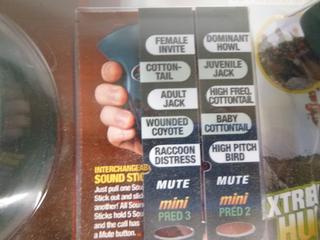 FEMALE
INVITE
COTTON-
TAIL
ADULT
JACK
WOUNDED
COYOTE
RACCOON
DISTRESS
MUTE
mini
PRED 3
DOMINANT
HOWL
JUVENILE
JACK
HIGH FREQ.
COTTONTAIL
BABY
COTTONTAIL
HIGH PITCH
BIRD
MUTE
mini
PRED 2
INTERCHANGEAB
SOUND STIC
Just pull one Sou
Stick out and slid
another! All Soun
Sticks hold 5 Sou
and the call has
a Mute button.
XTRE
HU